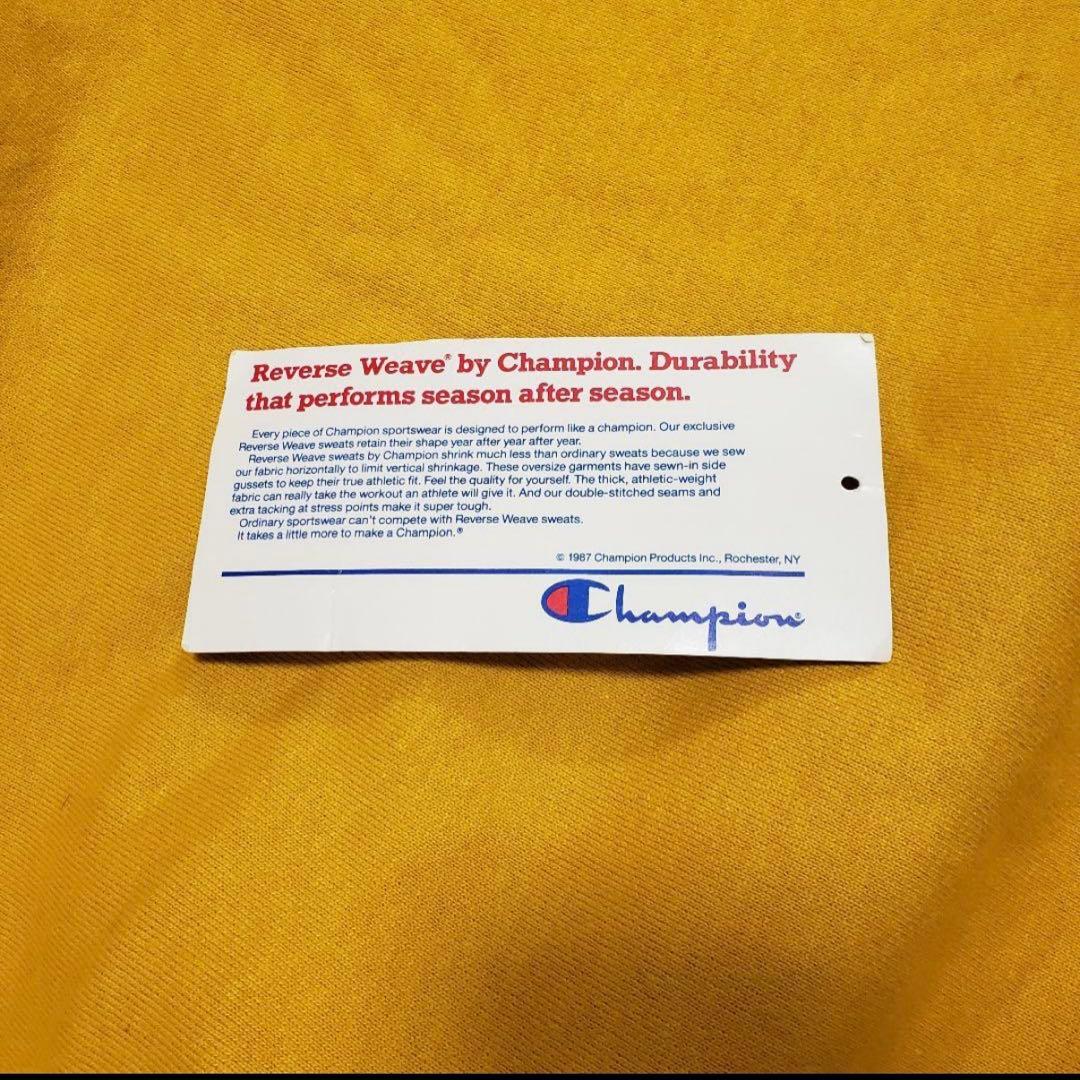 Reverse Weave® by Champion. Durability
that performs season after season.
Every piece of Champion sportswear is designed to perform like a champion. Our exclusive
Reverse Weave sweats retain their shape year after year after year.
Reverse Weave sweats by Champion shrink much less than ordinary sweats because we sew
our fabric horizontally to limit vertical shrinkage. These oversize garments have sewn-in side
gussets to keep their true athletic fit. Feel the quality for yourself. The thick, athletic-weight
fabric can really take the workout an athlete will give it. And our double-stitched seams and
extra tacking at stress points make it super tough.
Ordinary sportswear can't compete with Reverse Weave sweats.
It takes a little more to make a Champion.®
© 1987 Champion Products Inc., Rochester, NY
Champion®